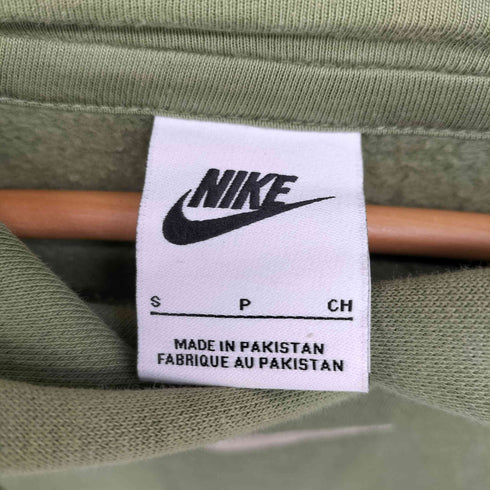 NIKE
S P CH
MADE IN PAKISTAN
FABRIQUE AU PAKISTAN